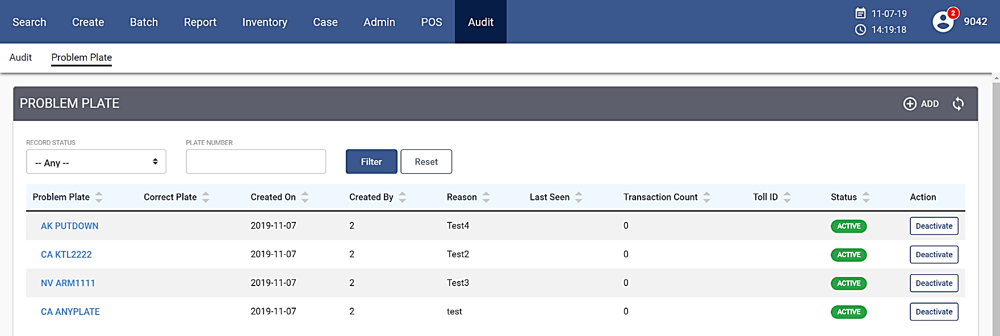 Search Create Batch Report Inventory Case Admin POS Audit 11-07-19 2 9042
14:19:18
Audit Problem Plate
PROBLEM PLATE ADD
RECORD STATUS PLATE NUMBER
-- Any -- Filter Reset
Problem Plate Correct Plate Created On Created By Reason Last Seen Transaction Count Toll ID Status Action
AK PUTDOWN 2019-11-07 2 Test4 0 ACTIVE Deactivate
CA KTL2222 2019-11-07 2 Test2 0 ACTIVE Deactivate
NV ARM1111 2019-11-07 2 Test3 0 ACTIVE Deactivate
CA ANYPLATE 2019-11-07 2 test 0 ACTIVE Deactivate